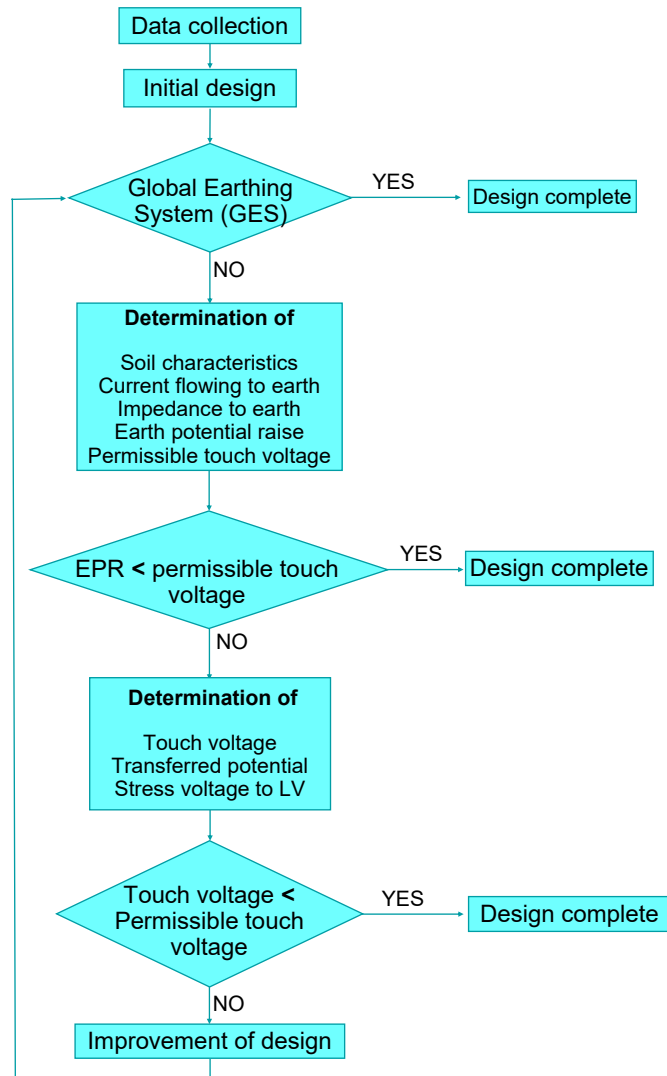 Data collection
Initial design
Global Earthing
System (GES)
YES
Design complete
NO
Determination of
Soil characteristics
Current flowing to earth
Impedance to earth
Earth potential raise
Permissible touch voltage
EPR < permissible touch
voltage
YES
Design complete
NO
Determination of
Touch voltage
Transferred potential
Stress voltage to LV
Touch voltage <
Permissible touch
voltage
YES
Design complete
NO
Improvement of design